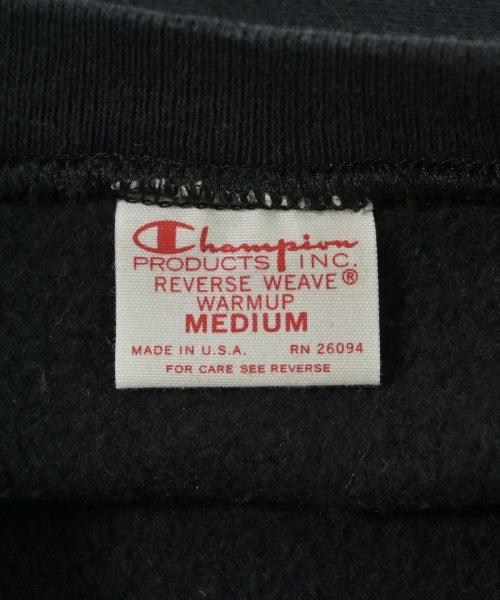 Champion
PRODUCTS INC.
REVERSE WEAVE®
WARMUP
MEDIUM
MADE IN U.S.A. RN 26094
FOR CARE SEE REVERSE